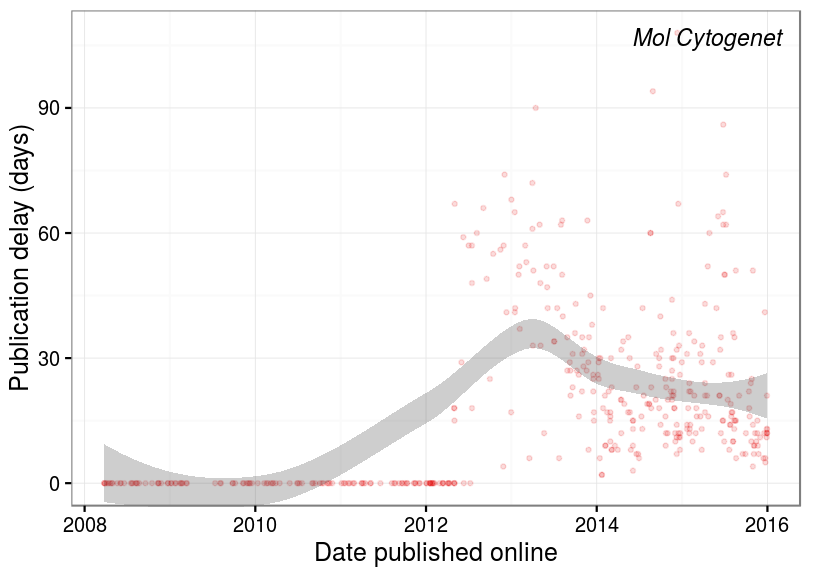 Mol Cytogenet
Publication delay (days)
90
60
30
0
2008 2010 2012 2014 2016
Date published online